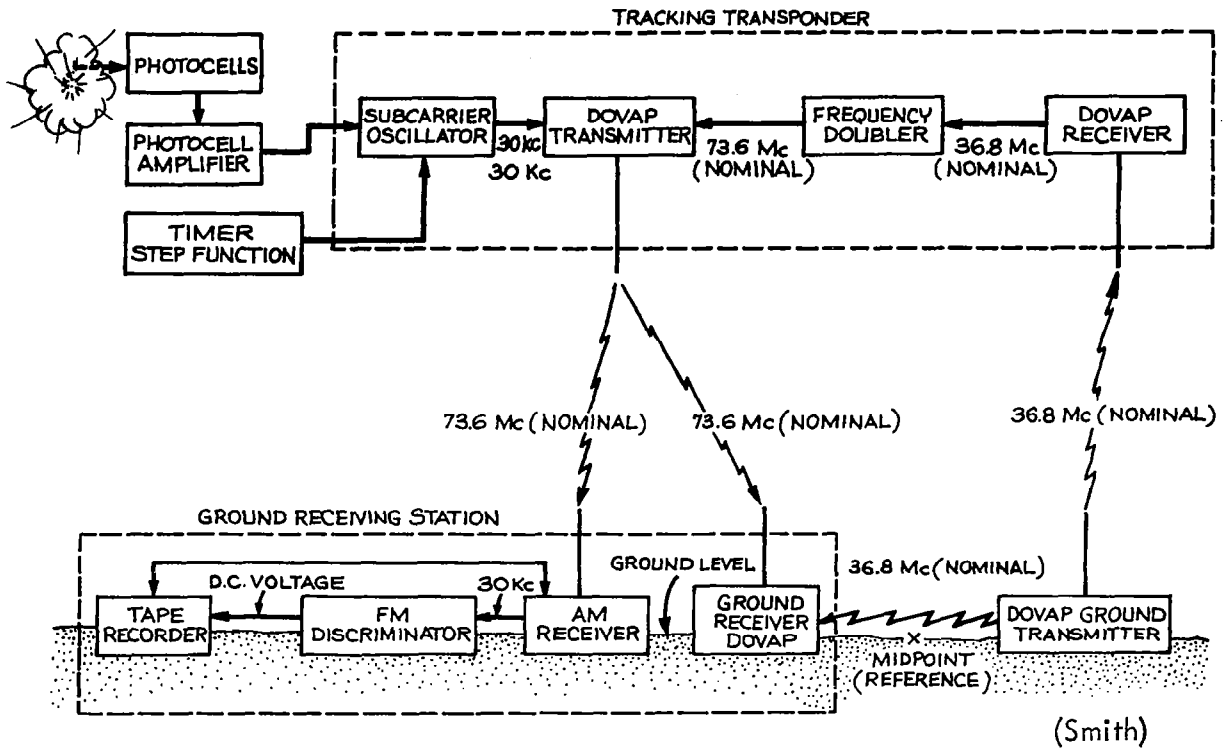 TRACKING TRANSPONDER
PHOTOCELLS
PHOTOCELL
AMPLIFIER
TIMER
STEP FUNCTION
SUBCARRIER
OSCILLATOR
30 Kc
30 Kc
DOVAP
TRANSMITTER
73.6 Mc
(NOMINAL)
FREQUENCY
DOUBLER
36.8 Mc
(NOMINAL)
DOVAP
RECEIVER
73.6 Mc (NOMINAL)
73.6 Mc (NOMINAL)
36.8 Mc (NOMINAL)
GROUND RECEIVING STATION
D.C. VOLTAGE
30 Kc
GROUND LEVEL
36.8 Mc (NOMINAL)
TAPE
RECORDER
FM
DISCRIMINATOR
AM
RECEIVER
GROUND
RECEIVER
DOVAP
DOVAP GROUND
TRANSMITTER
x
MIDPOINT
(REFERENCE)
(Smith)